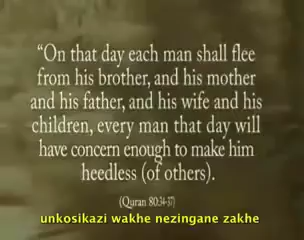 “On that day each man shall flee
from his brother, and his mother
and his father, and his wife and his
children, every man that day will
have concern enough to make him
heedless (of others).
(Quran 80:34-37)
unkosikazi wakhe nezingane zakhe